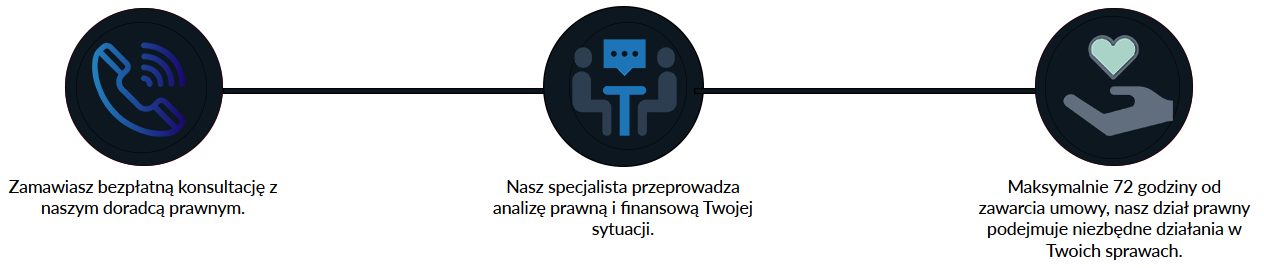 Zamawiasz bezpłatną konsultację z
naszym doradcą prawnym.
Nasz specjalista przeprowadza
analizę prawną i finansową Twojej
sytuacji.
Maksymalnie 72 godziny od
zawarcia umowy, nasz dział prawny
podejmuje niezbędne działania w
Twoich sprawach.